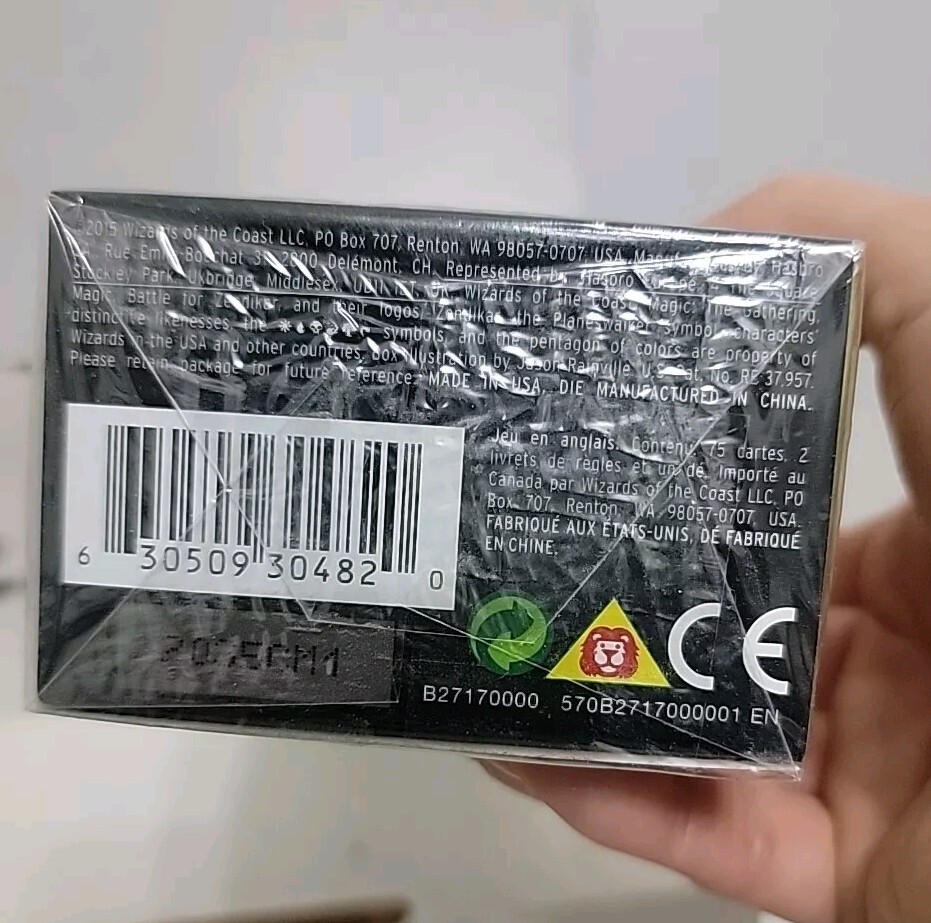 ©2015 Wizards of the Coast LLC, PO Box 707, Renton, WA 98057-0707 USA. Hasbro
SA, Rue Emile-Boéchat 31, 2800 Delémont, CH. Represented by Hasbro Europe, The Square
Stockley Park, Uxbridge, Middlesex, Wizards of the Coast, Magic: The Gathering,
Magic, Battle for Zendikar and their logos, Zendikar, the Planeswalker symbol, characters'
distinctive likenesses, the symbols, and the pentagon of colors are property of
Wizards in the USA and other countries. Box illustration by Jason Rainville. U.S. Pat. No. RE 37,957.
Please retain package for future reference. MADE IN USA. DIE MANUFACTURED IN CHINA.
Jeu en anglais. Contenu: 75 cartes, 2
livrets de règles et un dé. Importé au
Canada par Wizards of the Coast LLC, PO
Box 707, Renton, WA 98057-0707, USA.
FABRIQUÉ AUX ÉTATS-UNIS, DÉ FABRIQUÉ
EN CHINE.
6 30509 30482 0
CE
B27170000 570B2717000001 EN